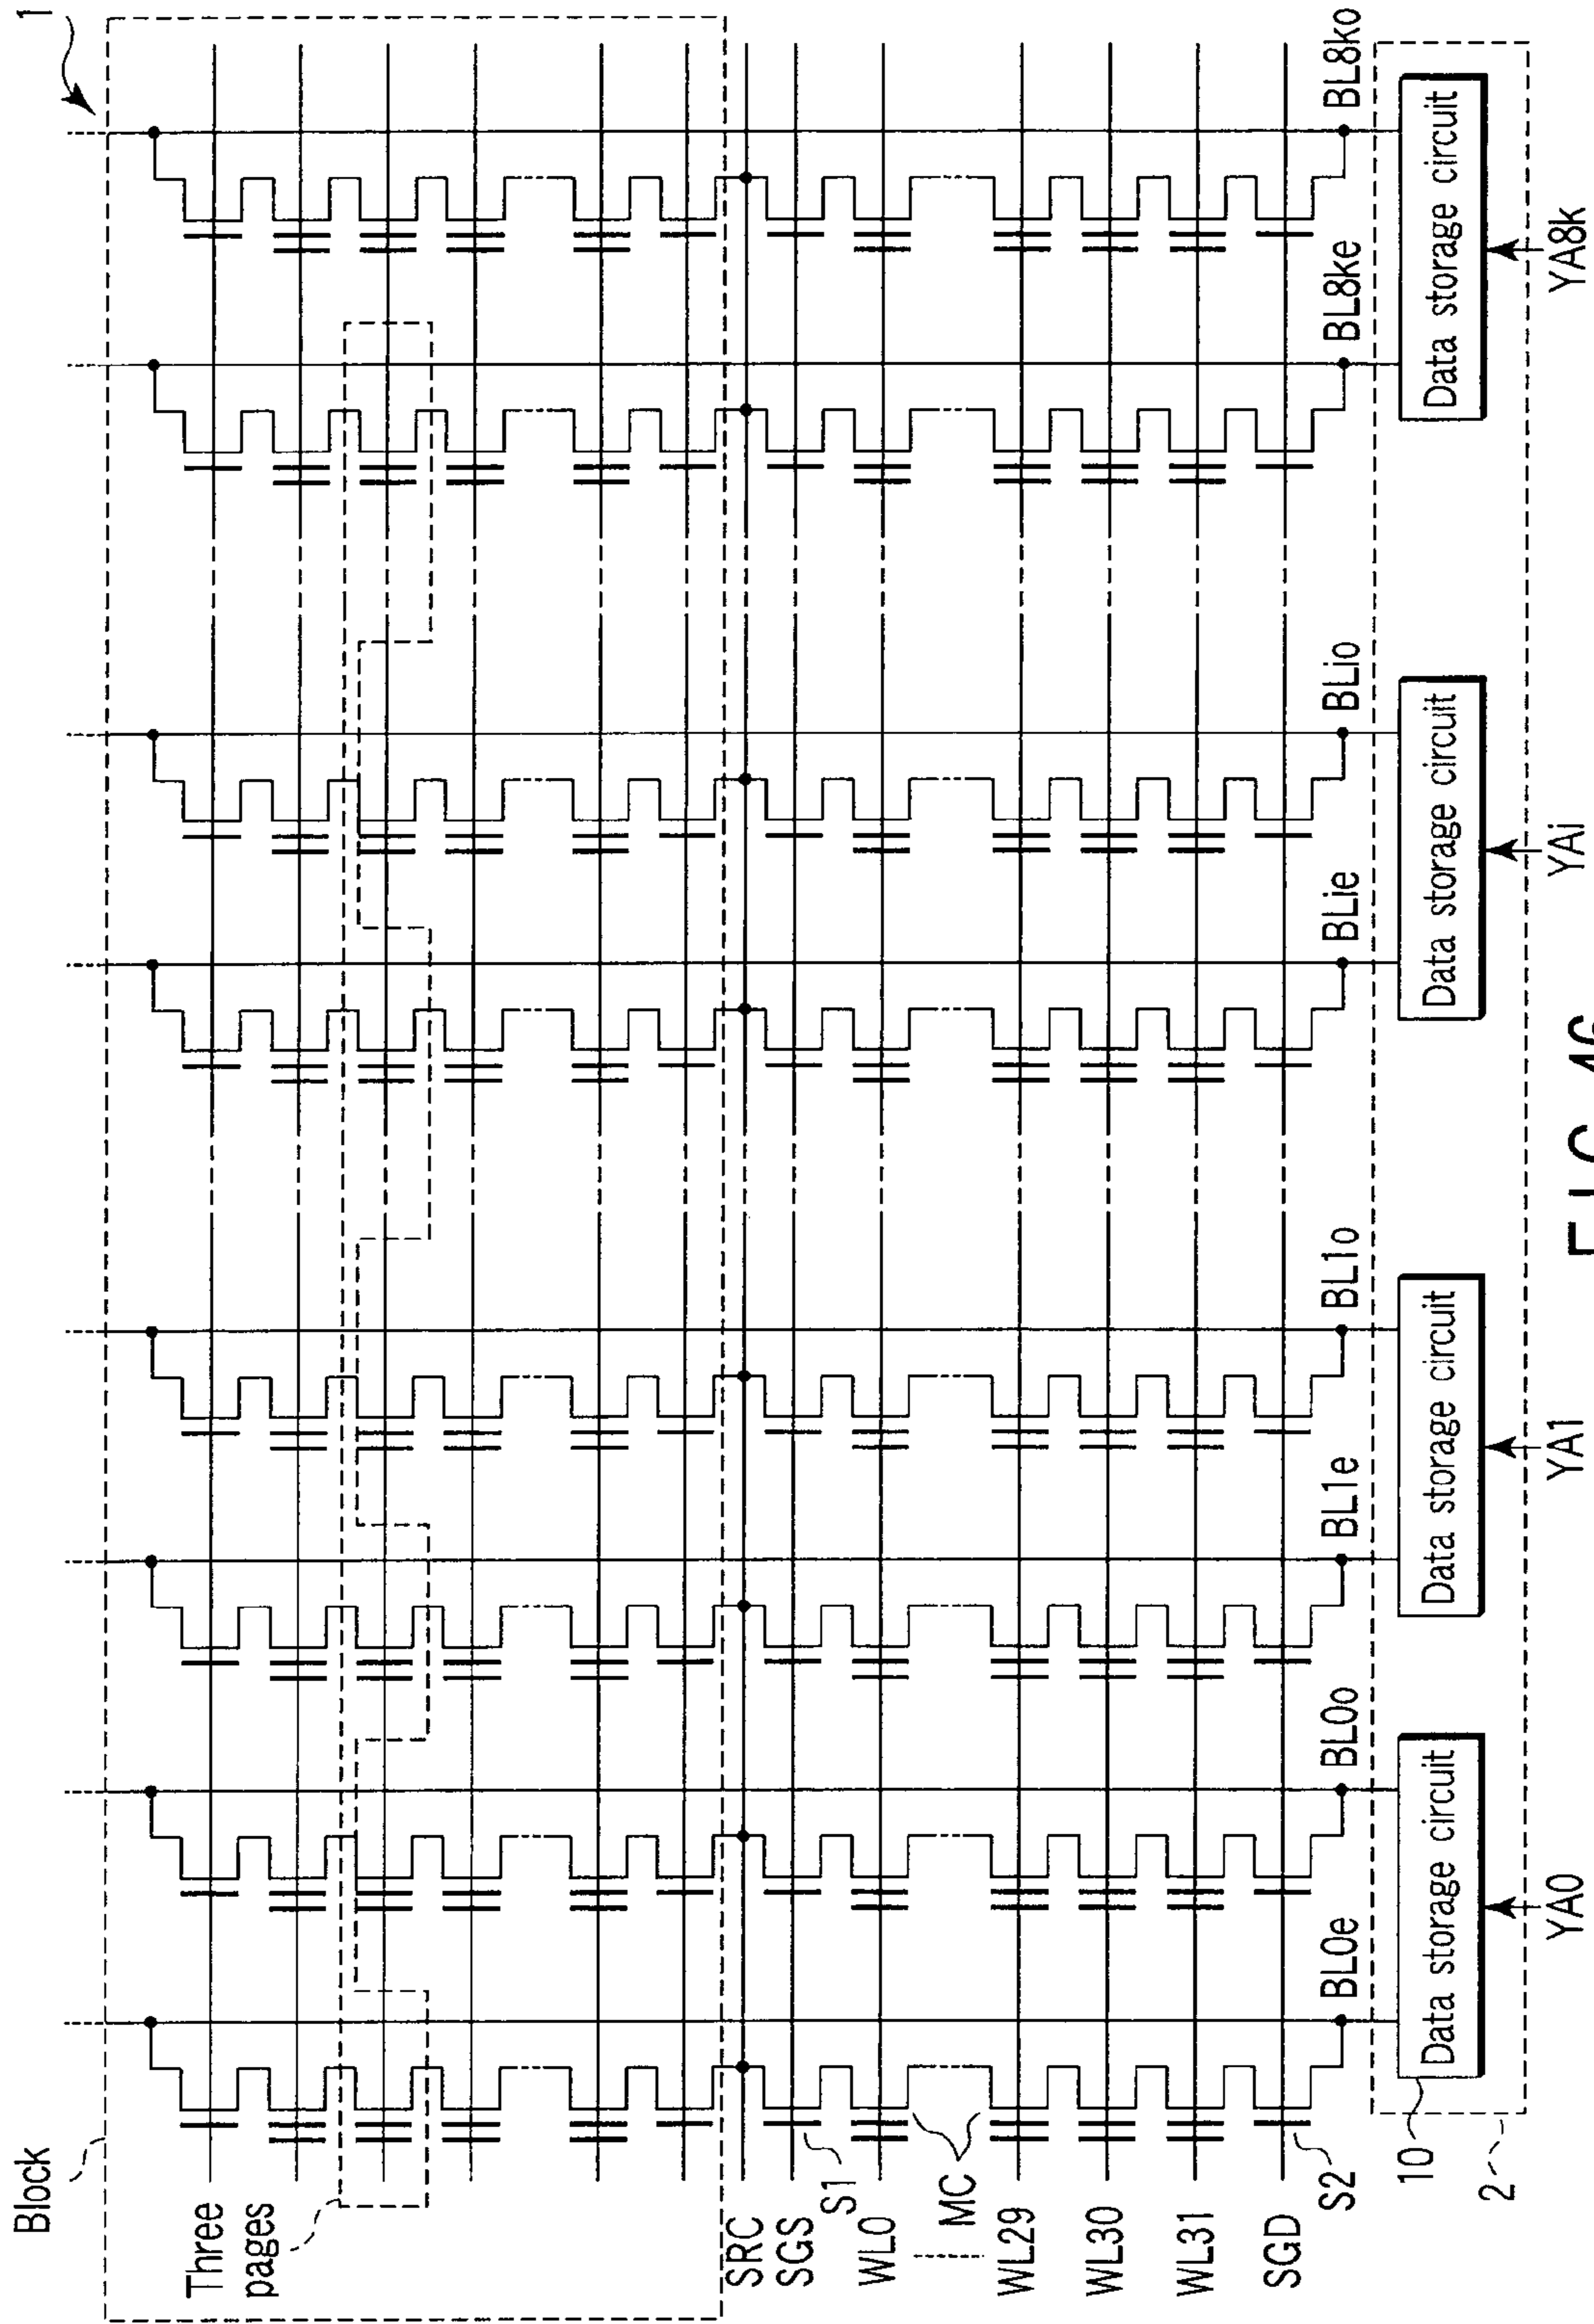 Block
1
Three
pages
SRC
SGS
S1
WL0
MC
WL29
WL30
WL31
SGD
S2
BL0e
BL0o
BL1e
BL1o
BLie
BLio
BL8ke
BL8ko
10
Data storage circuit
Data storage circuit
Data storage circuit
Data storage circuit
2
YA0
YA1
YAi
YA8k